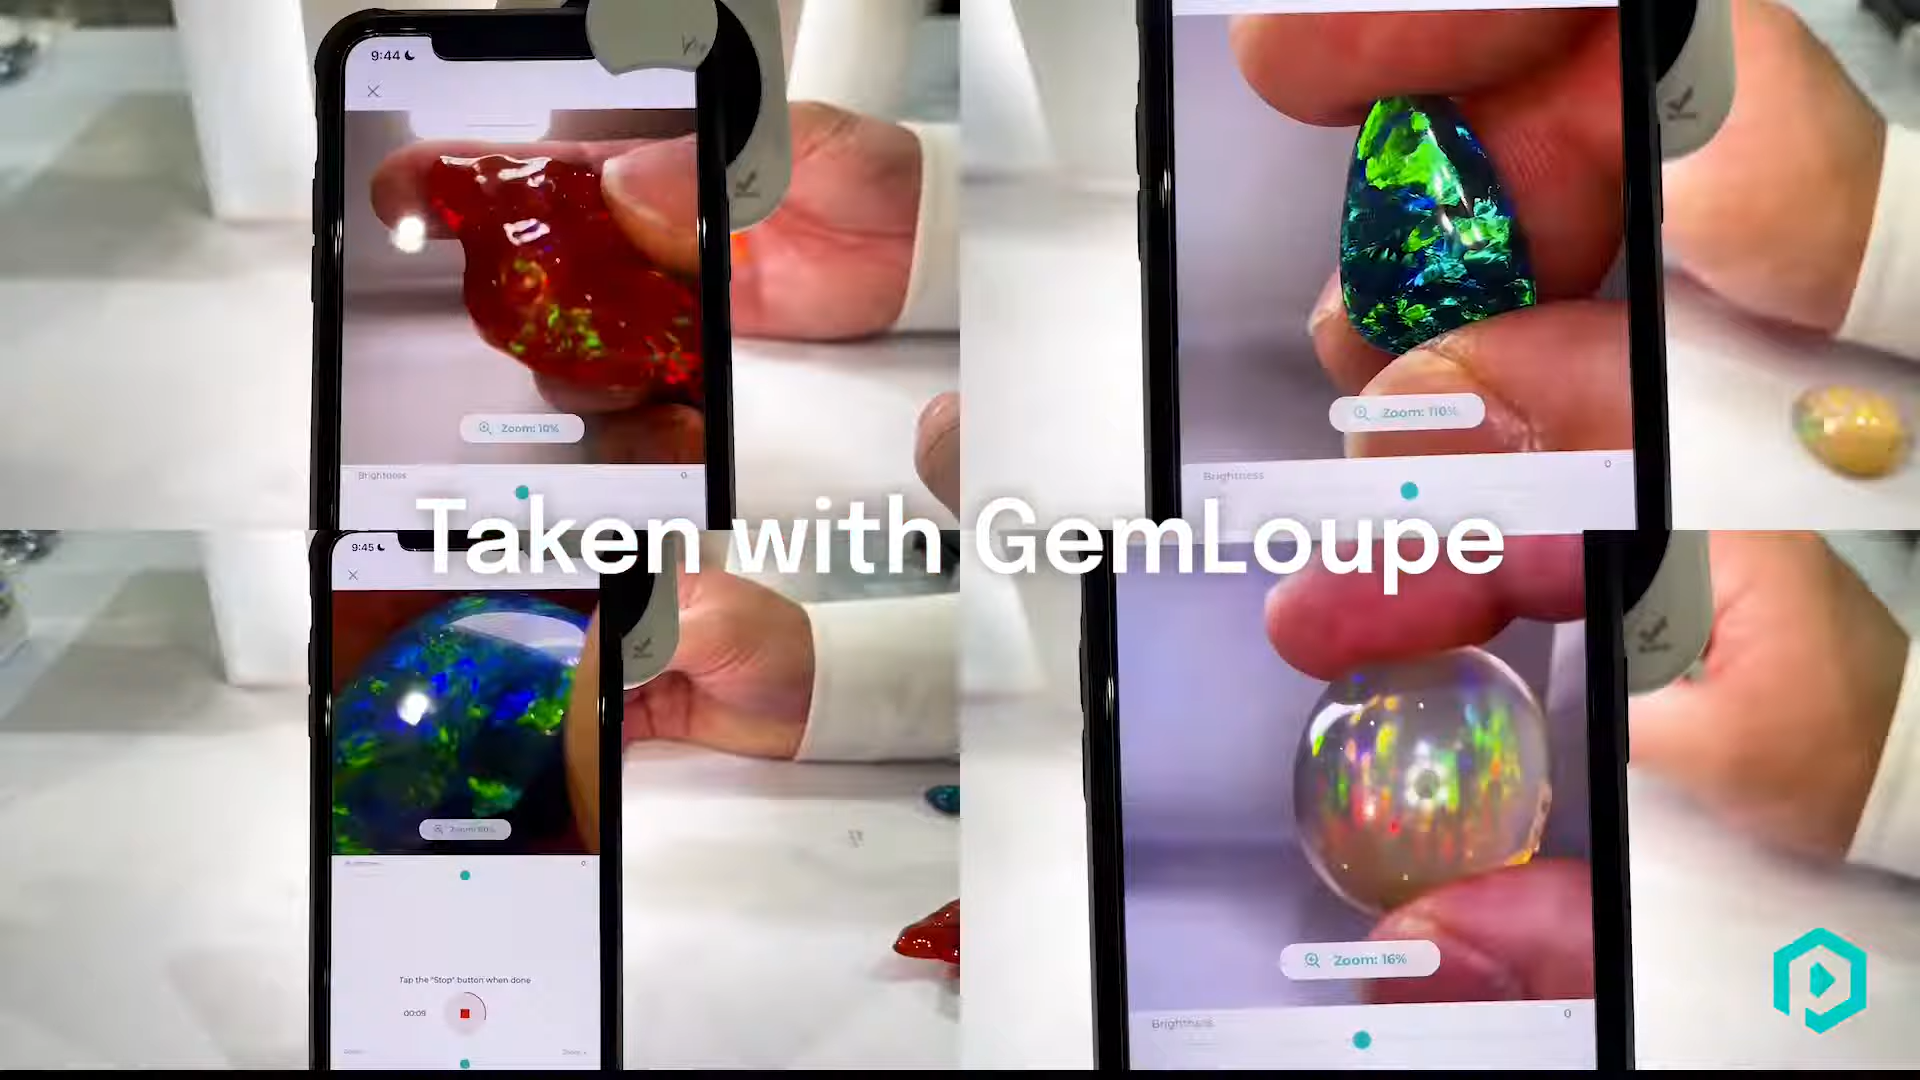 9:44
Zoom: 10%
Brightness
0
Zoom: 110%
Brightness
0
Taken with GemLoupe
9:45
0
Tap the "Stop" button when done
00:09
Zoom: 16%
Brightness
0